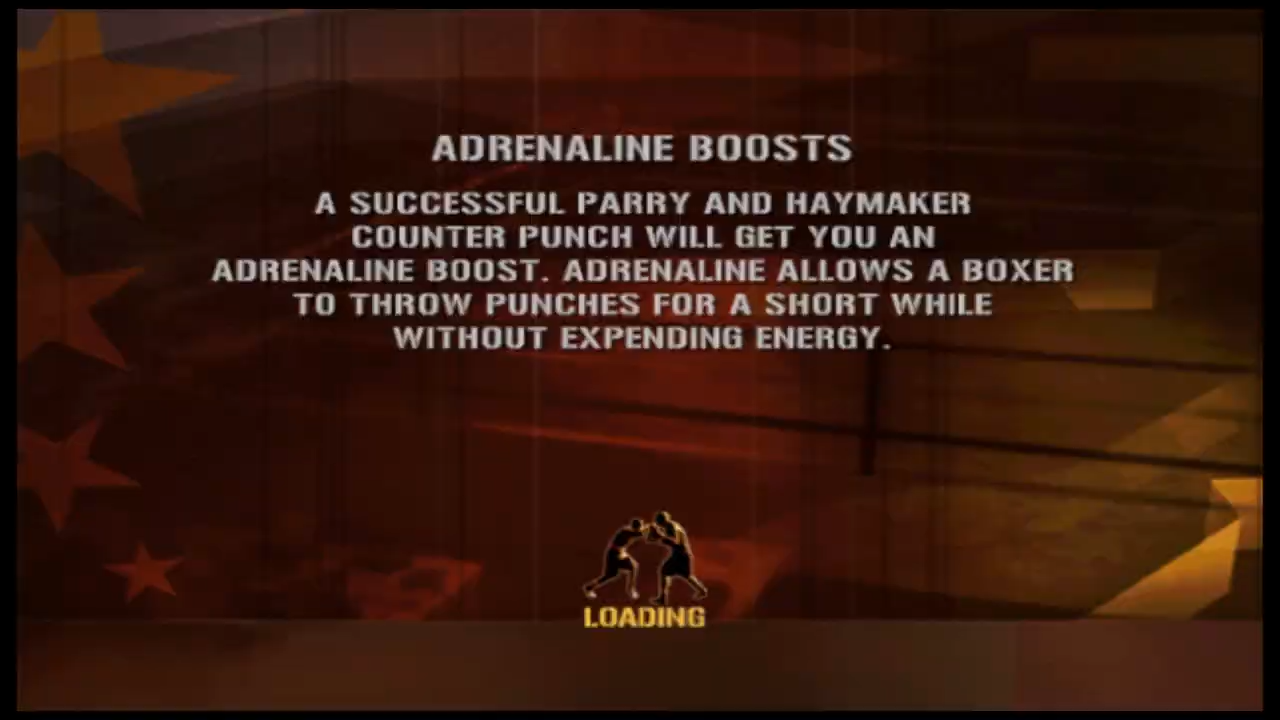 ADRENALINE BOOSTS
A SUCCESSFUL PARRY AND HAYMAKER
COUNTER PUNCH WILL GET YOU AN
ADRENALINE BOOST. ADRENALINE ALLOWS A BOXER
TO THROW PUNCHES FOR A SHORT WHILE
WITHOUT EXPENDING ENERGY.
LOADING